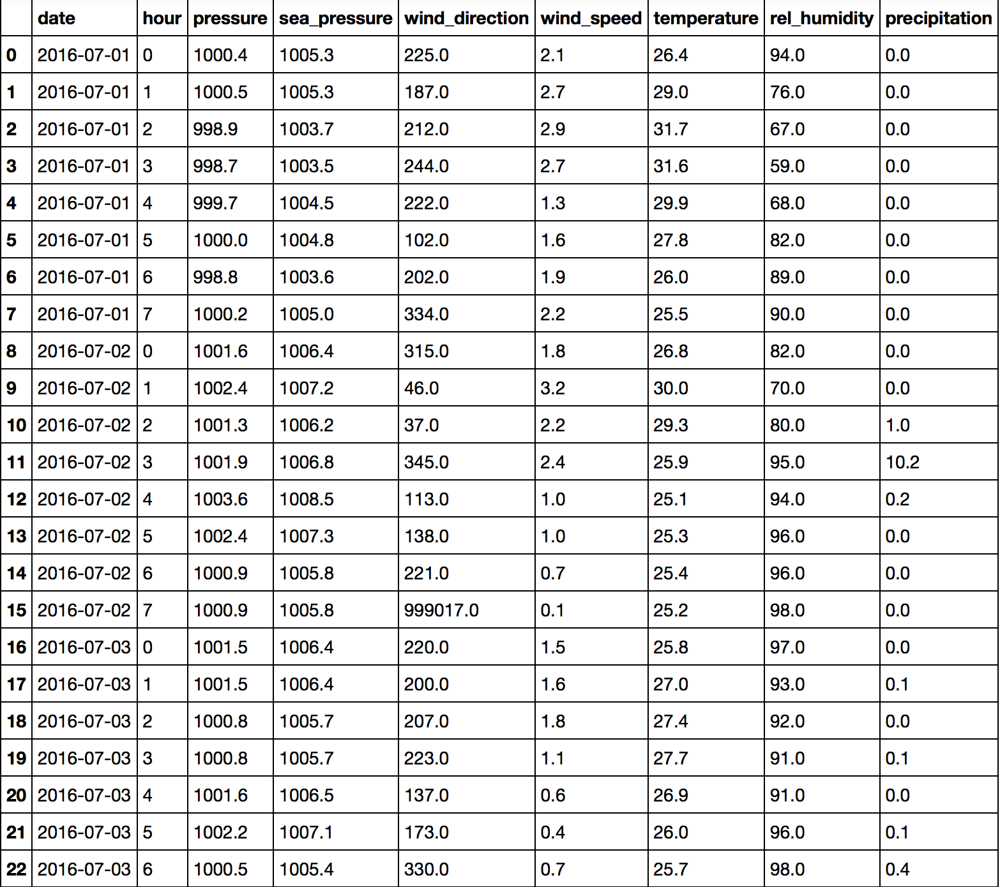 date hour pressure sea_pressure wind_direction wind_speed temperature rel_humidity precipitation
0 2016-07-01 0 1000.4 1005.3 225.0 2.1 26.4 94.0 0.0
1 2016-07-01 1 1000.5 1005.3 187.0 2.7 29.0 76.0 0.0
2 2016-07-01 2 998.9 1003.7 212.0 2.9 31.7 67.0 0.0
3 2016-07-01 3 998.7 1003.5 244.0 2.7 31.6 59.0 0.0
4 2016-07-01 4 999.7 1004.5 222.0 1.3 29.9 68.0 0.0
5 2016-07-01 5 1000.0 1004.8 102.0 1.6 27.8 82.0 0.0
6 2016-07-01 6 998.8 1003.6 202.0 1.9 26.0 89.0 0.0
7 2016-07-01 7 1000.2 1005.0 334.0 2.2 25.5 90.0 0.0
8 2016-07-02 0 1001.6 1006.4 315.0 1.8 26.8 82.0 0.0
9 2016-07-02 1 1002.4 1007.2 46.0 3.2 30.0 70.0 0.0
10 2016-07-02 2 1001.3 1006.2 37.0 2.2 29.3 80.0 1.0
11 2016-07-02 3 1001.9 1006.8 345.0 2.4 25.9 95.0 10.2
12 2016-07-02 4 1003.6 1008.5 113.0 1.0 25.1 94.0 0.2
13 2016-07-02 5 1002.4 1007.3 138.0 1.0 25.3 96.0 0.0
14 2016-07-02 6 1000.9 1005.8 221.0 0.7 25.4 96.0 0.0
15 2016-07-02 7 1000.9 1005.8 999017.0 0.1 25.2 98.0 0.0
16 2016-07-03 0 1001.5 1006.4 220.0 1.5 25.8 97.0 0.0
17 2016-07-03 1 1001.5 1006.4 200.0 1.6 27.0 93.0 0.1
18 2016-07-03 2 1000.8 1005.7 207.0 1.8 27.4 92.0 0.0
19 2016-07-03 3 1000.8 1005.7 223.0 1.1 27.7 91.0 0.1
20 2016-07-03 4 1001.6 1006.5 137.0 0.6 26.9 91.0 0.0
21 2016-07-03 5 1002.2 1007.1 173.0 0.4 26.0 96.0 0.1
22 2016-07-03 6 1000.5 1005.4 330.0 0.7 25.7 98.0 0.4